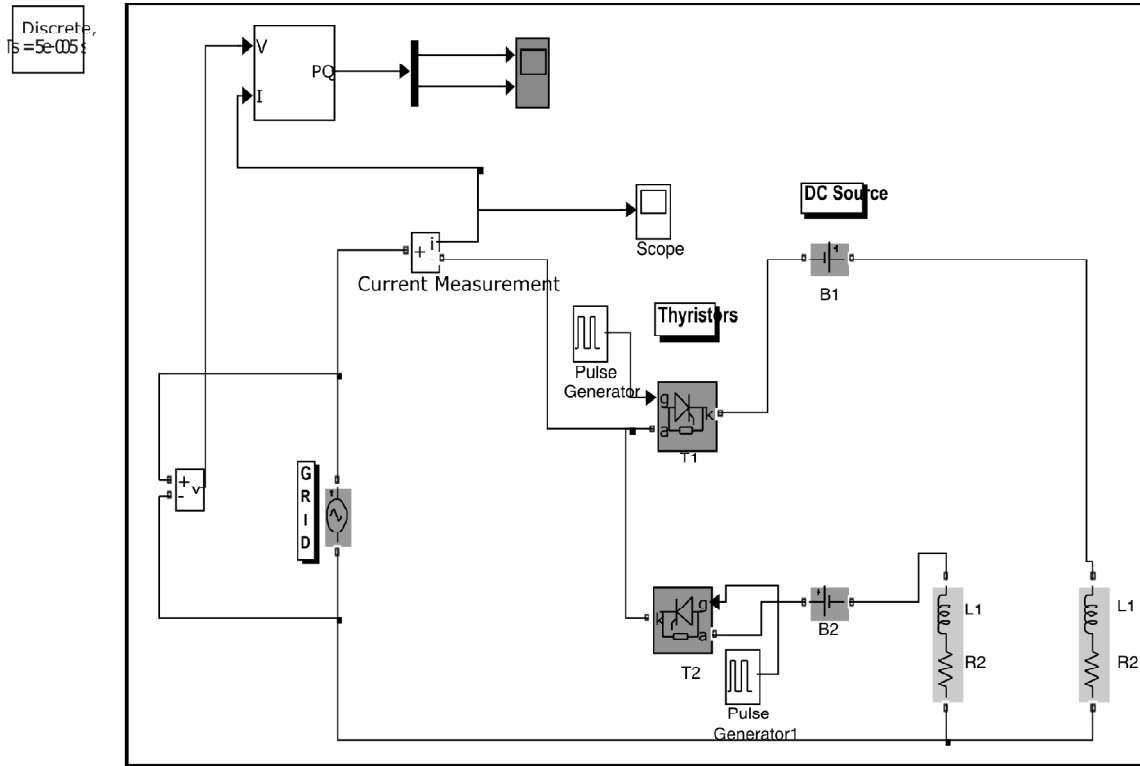 Discrete,
Ts = 5e-005 s
V
PQ
I
DC Source
i
+
-
Scope
Current Measurement
B1
Thyristors
Pulse
Generator
g
k
a
T1
+
-
v
G
R
I
D
L1
L1
g
k
a
B2
R2
R2
T2
Pulse
Generator1